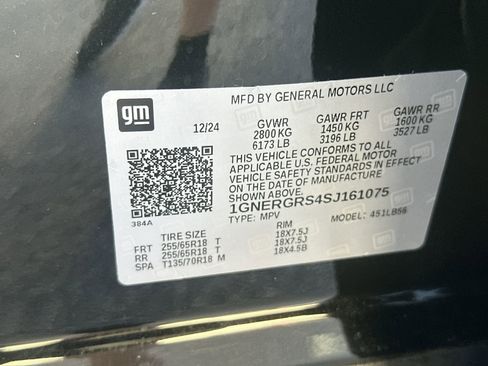 gm
MFD BY GENERAL MOTORS LLC
12/24 GVWR GAWR FRT GAWR RR
2800 KG 1450 KG 1600 KG
6173 LB 3196 LB 3527 LB
THIS VEHICLE CONFORMS TO ALL
APPLICABLE U.S. FEDERAL MOTOR
VEHICLE SAFETY STANDARDS IN EFFECT
ON THE DATE OF MANUFACTURE SHOWN ABOVE.
1GNERGRS4SJ161075
TYPE: MPV MODEL: 451LB56
384A
TIRE SIZE RIM
FRT 255/65R18 T 18X7.5J
RR 255/65R18 T 18X7.5J
SPA T135/70R18 M 18X4.5B